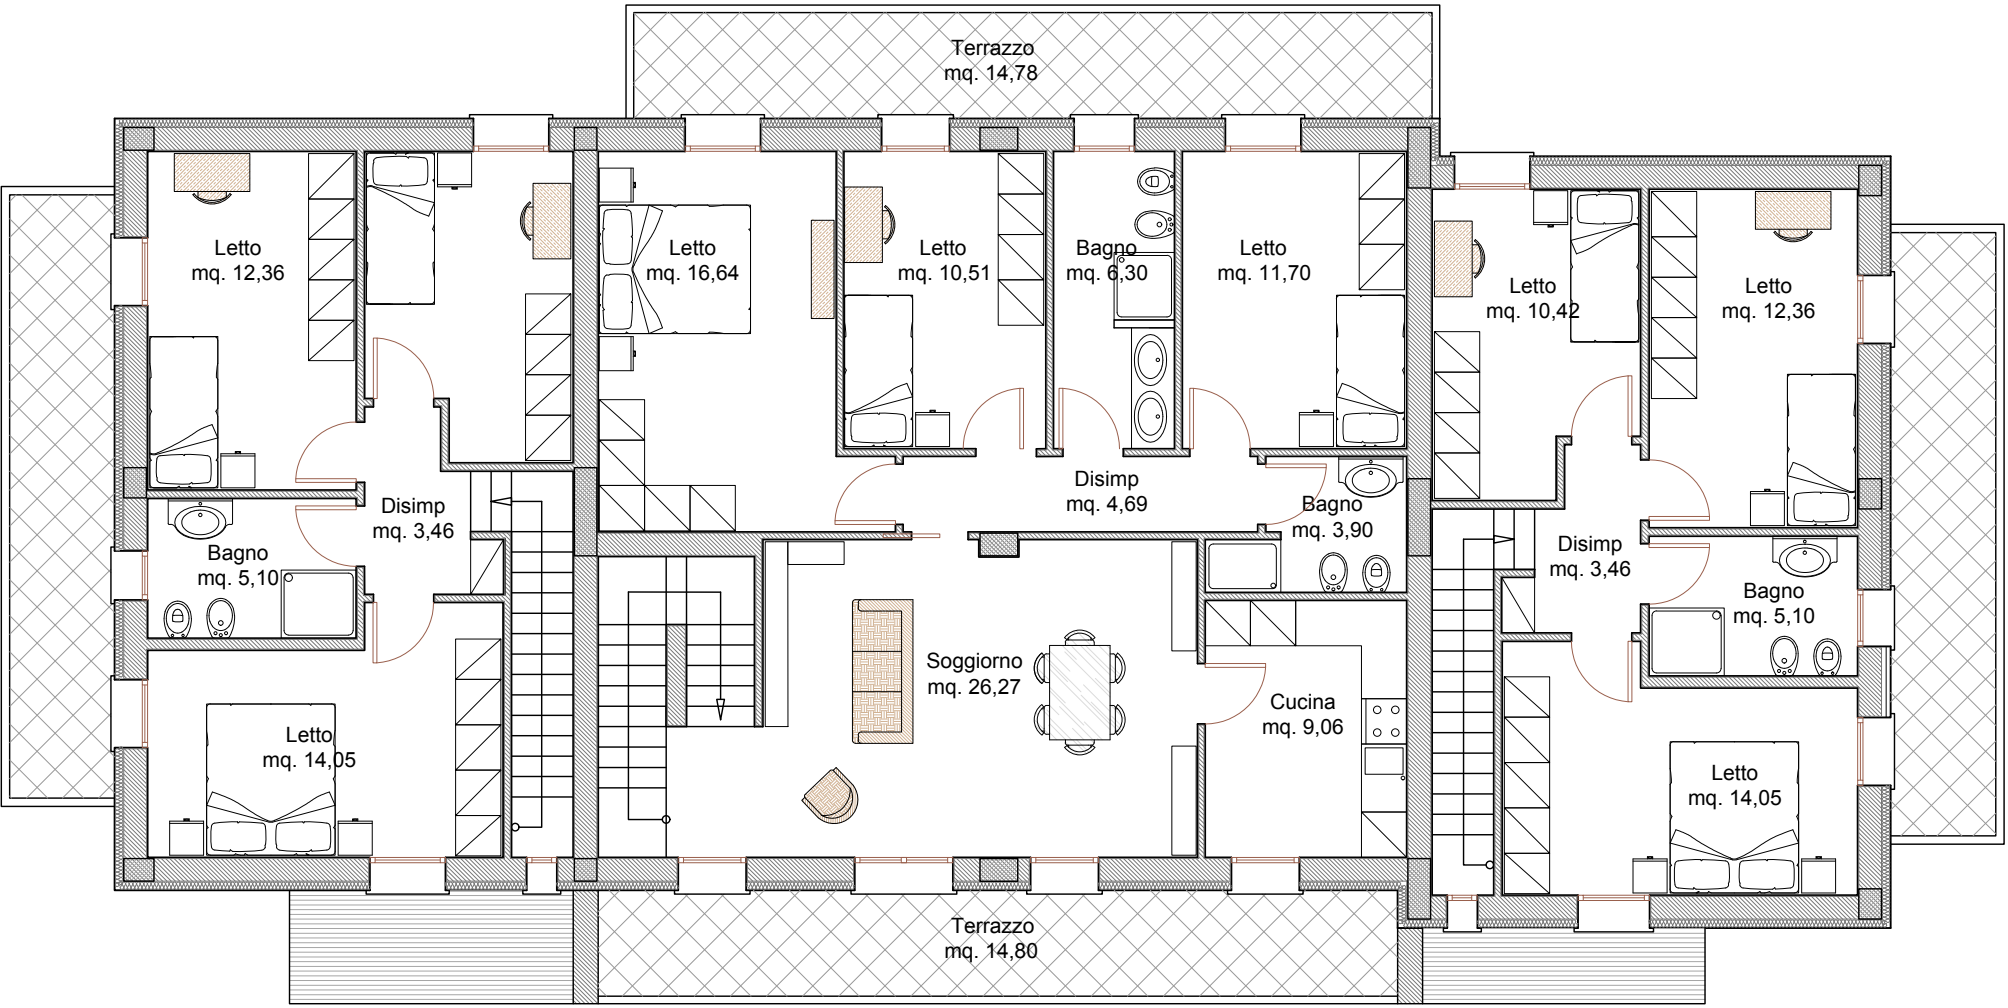 Terrazzo
mq. 14,78
Letto
mq. 12,36
Letto
mq. 16,64
Letto
mq. 10,51
Bagno
mq. 6,30
Letto
mq. 11,70
Letto
mq. 10,42
Letto
mq. 12,36
Disimp
mq. 3,46
Bagno
mq. 5,10
Disimp
mq. 4,69
Bagno
mq. 3,90
Disimp
mq. 3,46
Bagno
mq. 5,10
Letto
mq. 14,05
Soggiorno
mq. 26,27
Cucina
mq. 9,06
Letto
mq. 14,05
Terrazzo
mq. 14,80